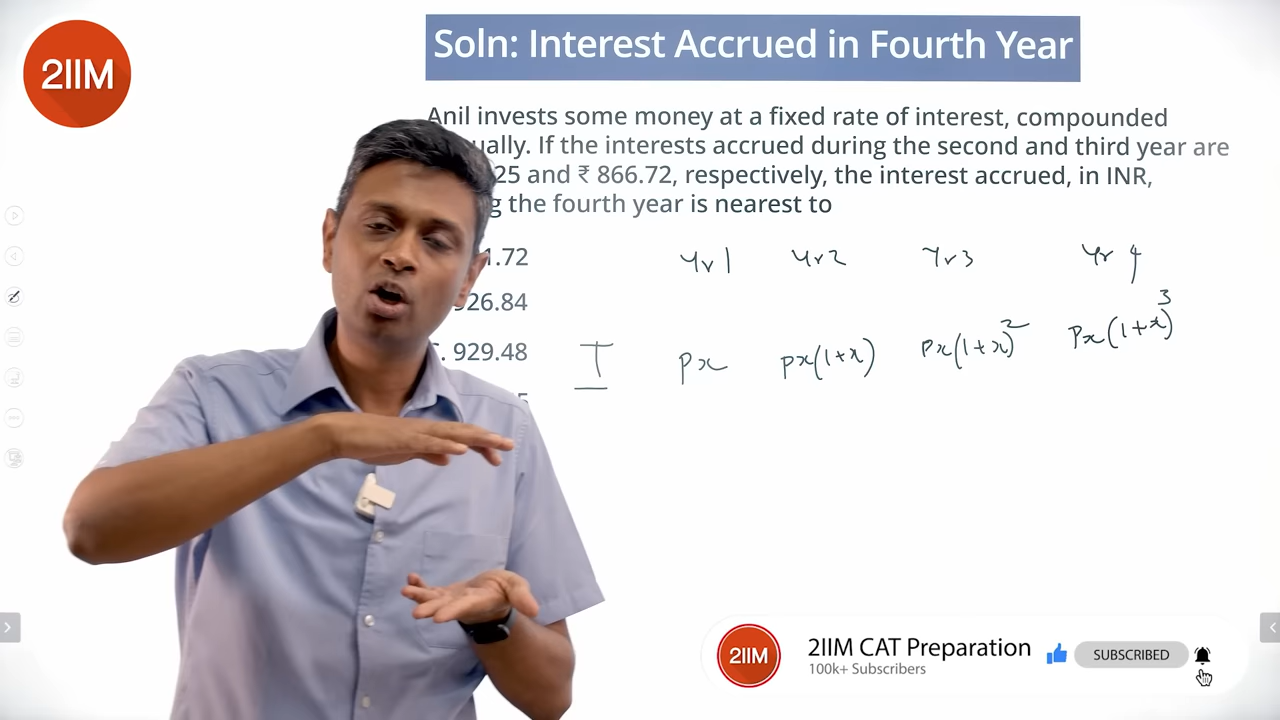 2IIM
Soln: Interest Accrued in Fourth Year
Anil invests some money at a fixed rate of interest, compounded
ually. If the interests accrued during the second and third year are
25 and ₹ 866.72, respectively, the interest accrued, in INR,
g the fourth year is nearest to
1.72
926.84
. 929.48
Yr 1 Yr 2 Yr 3 Yr 4
I px px(1+x) px(1+x)² px(1+x)³
2IIM
2IIM CAT Preparation
100k+ Subscribers
SUBSCRIBED